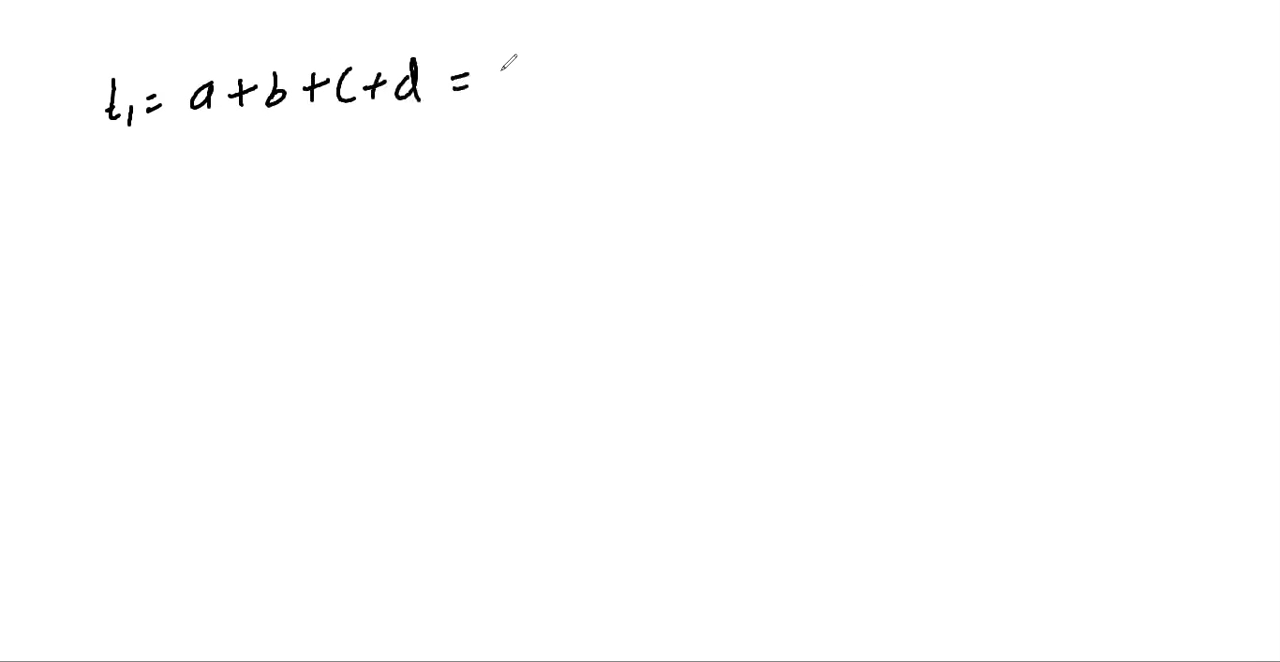 t₁ = a + b + c + d =